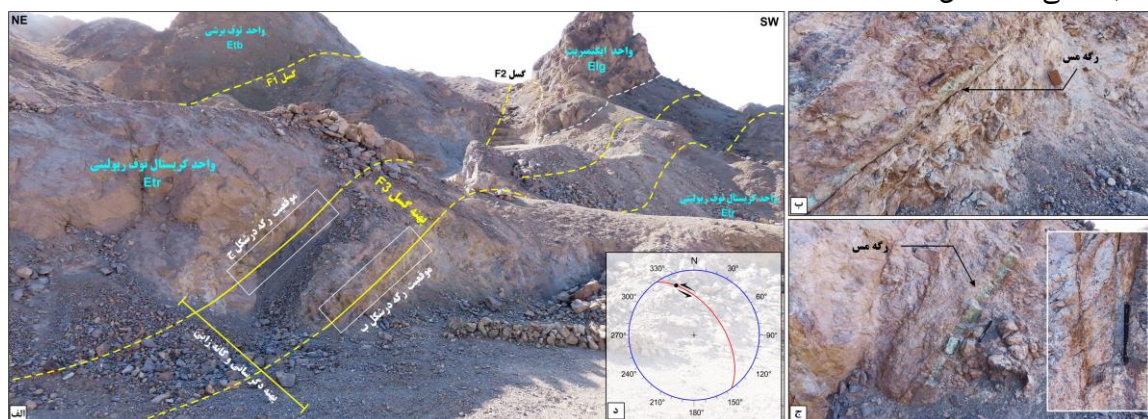 NE
SW
واحد توف برشی
Etb
گسل F1
گسل F2
واحد ایگنمبریت
EIg
واحد کریستال توف ریولیتی
Etr
موقعیت رگه در شکل ج
پهنه گسل F3
موقعیت رگه در شکل ب
واحد کریستال توف ریولیتی
Etr
پهنه دگرسانی و کانه زایی
الف
N
30°
60°
90°
120°
150°
180°
210°
240°
270°
300°
330°
د
رگه مس
ب
رگه مس
ج